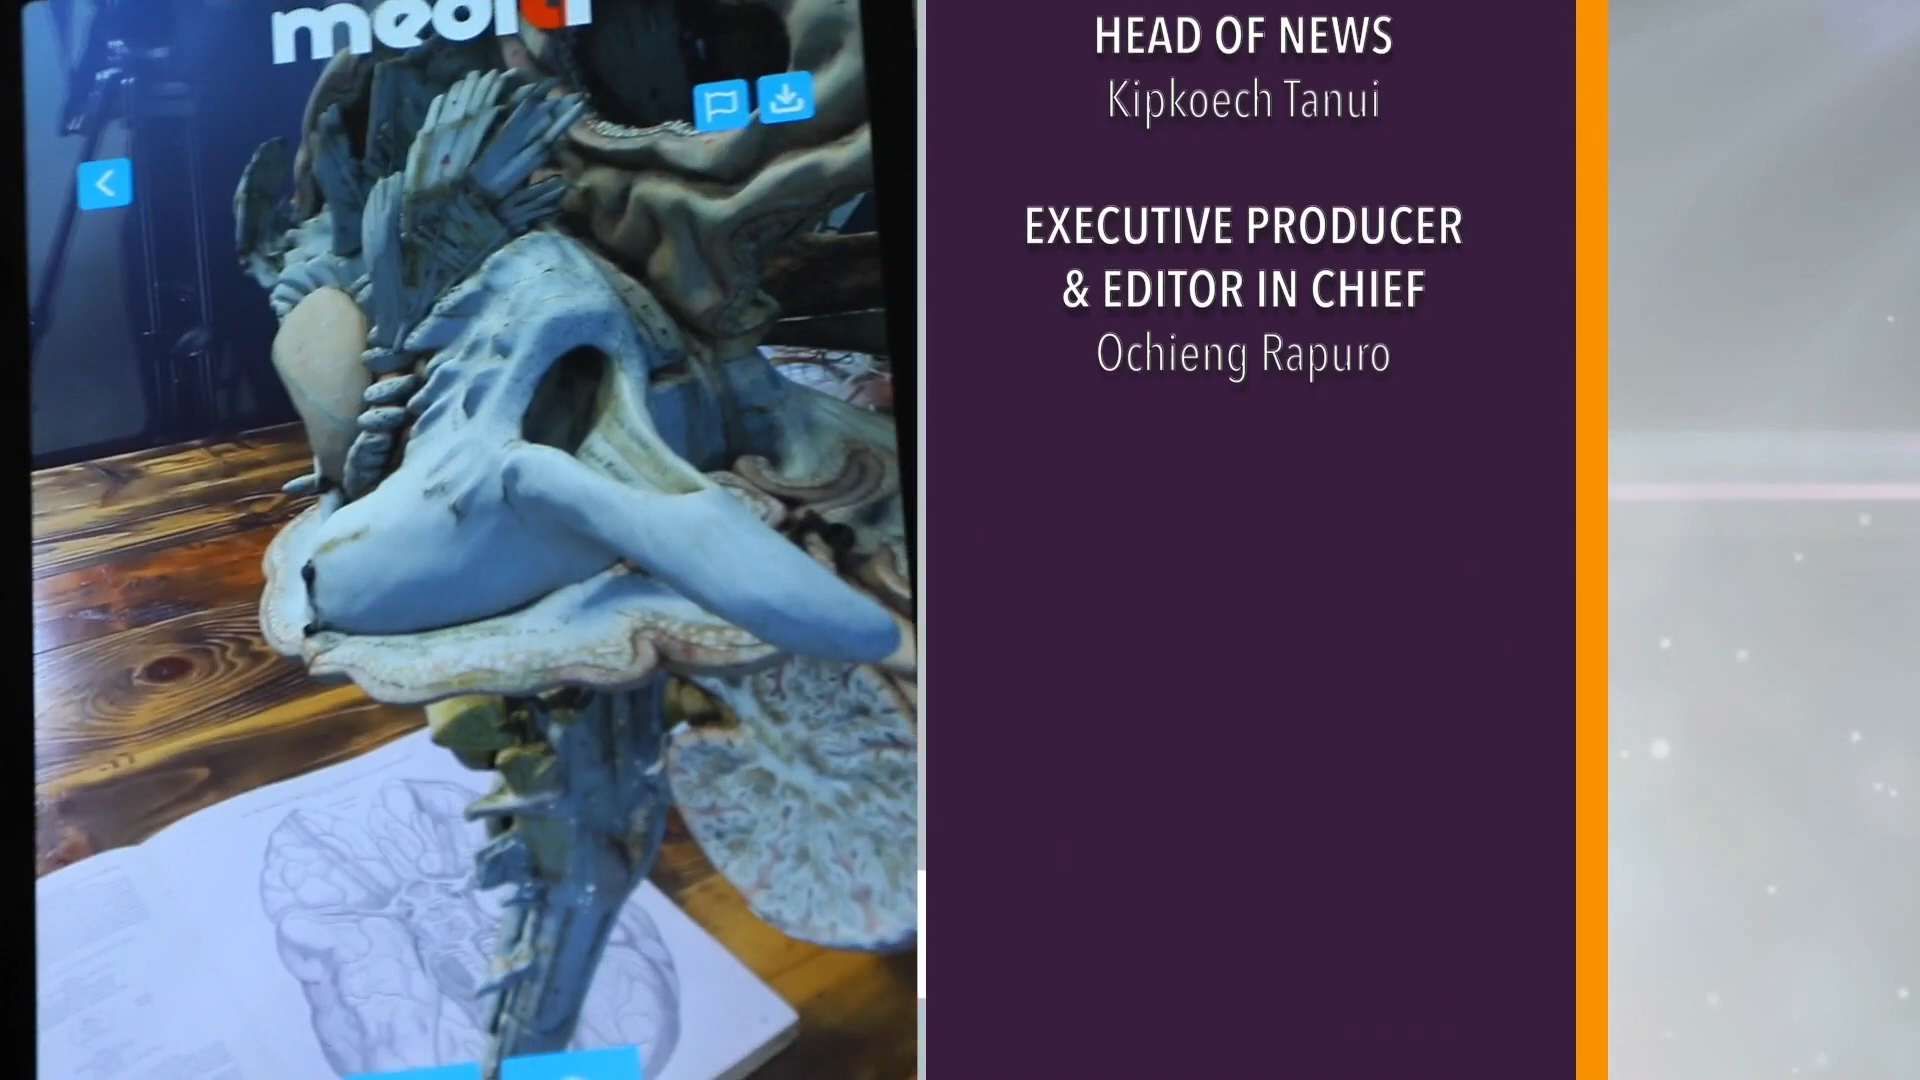 HEAD OF NEWS
Kipkoech Tanui
EXECUTIVE PRODUCER
& EDITOR IN CHIEF
Ochieng Rapuro